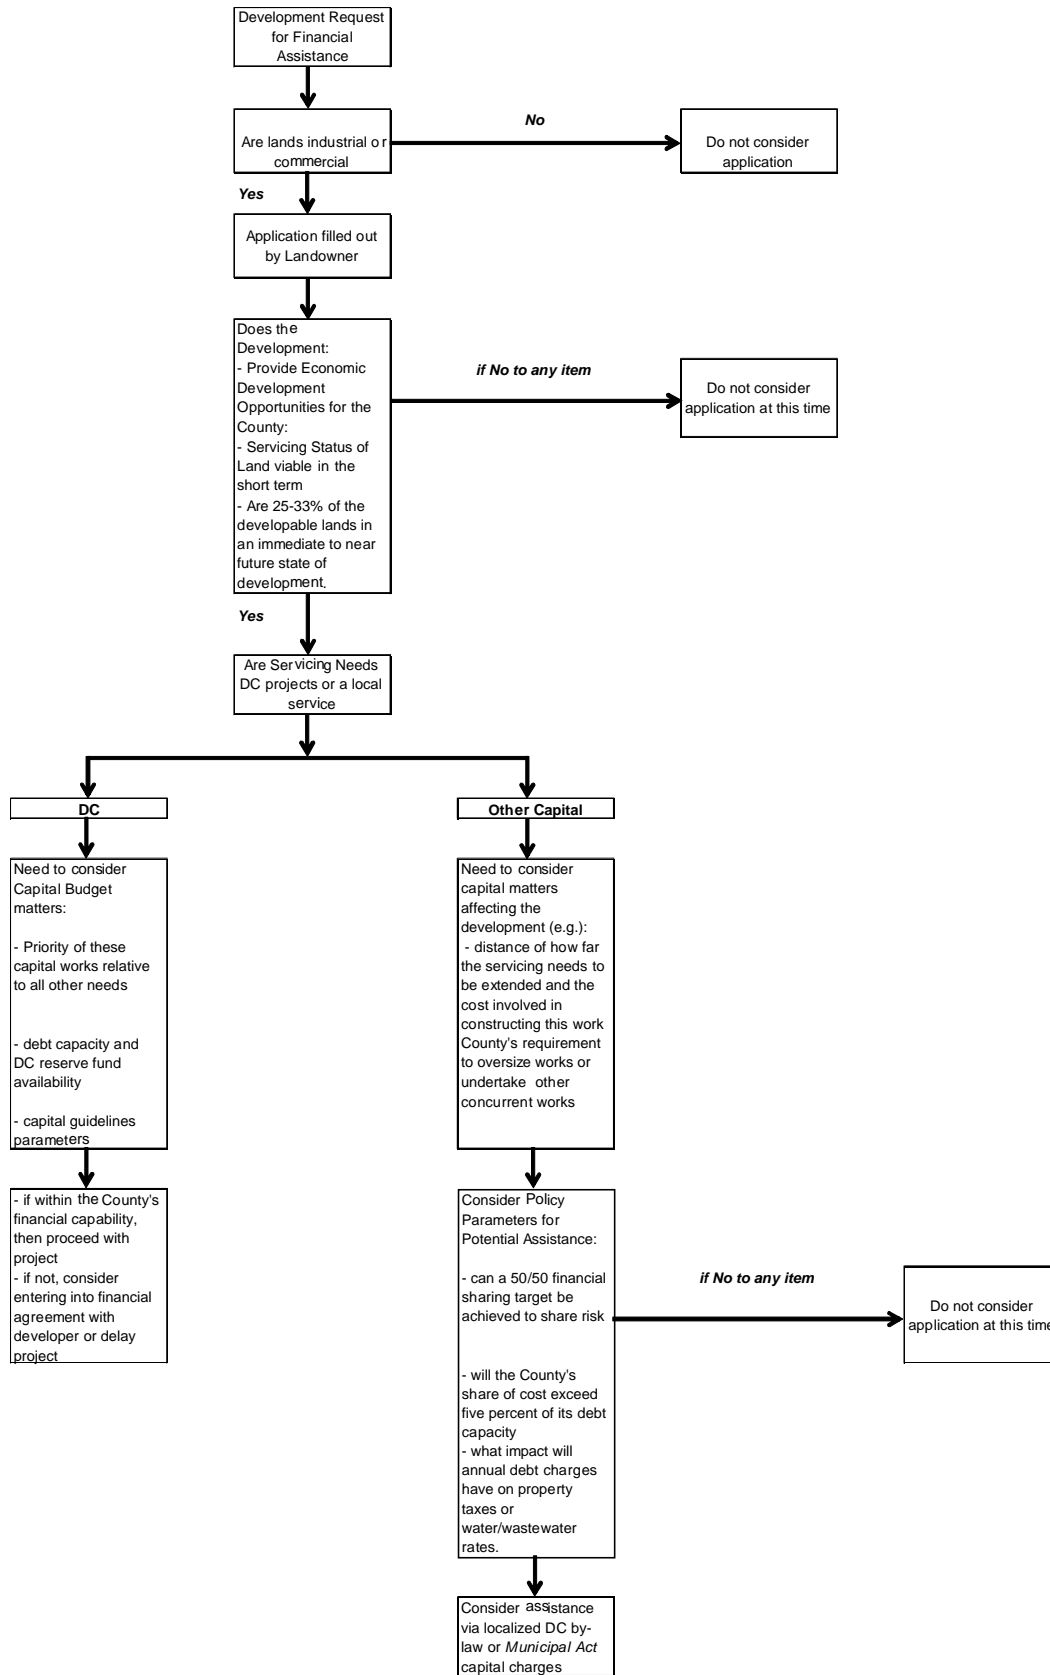 Development Request
for Financial
Assistance
Are lands industrial or
commercial
No
Do not consider
application
Yes
Application filled out
by Landowner
Does the
Development:
- Provide Economic
Development
Opportunities for the
County:
- Servicing Status of
Land viable in the
short term
- Are 25-33% of the
developable lands in
an immediate to near
future state of
development.
if No to any item
Do not consider
application at this time
Yes
Are Servicing Needs
DC projects or a local
service
DC
Need to consider
Capital Budget
matters:
- Priority of these
capital works relative
to all other needs
- debt capacity and
DC reserve fund
availability
- capital guidelines
parameters
- if within the County's
financial capability,
then proceed with
project
- if not, consider
entering into financial
agreement with
developer or delay
project
Other Capital
Need to consider
capital matters
affecting the
development (e.g.):
- distance of how far
the servicing needs to
be extended and the
cost involved in
constructing this work
County's requirement
to oversize works or
undertake other
concurrent works
Consider Policy
Parameters for
Potential Assistance:
- can a 50/50 financial
sharing target be
achieved to share risk
- will the County's
share of cost exceed
five percent of its debt
capacity
- what impact will
annual debt charges
have on property
taxes or
water/wastewater
rates.
if No to any item
Do not consider
application at this time
Consider assistance
via localized DC by-
law or Municipal Act
capital charges